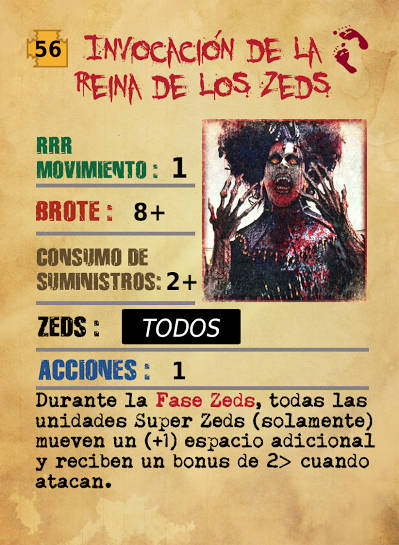 56 INVOCACIÓN DE LA
REINA DE LOS ZEDS
RRR
MOVIMIENTO : 1
BROTE : 8+
CONSUMO DE
SUMINISTROS: 2+
ZEDS : TODOS
ACCIONES : 1
Durante la Fase Zeds, todas las
unidades Super Zeds (solamente)
mueven un (+1) espacio adicional
y reciben un bonus de 2> cuando
atacan.